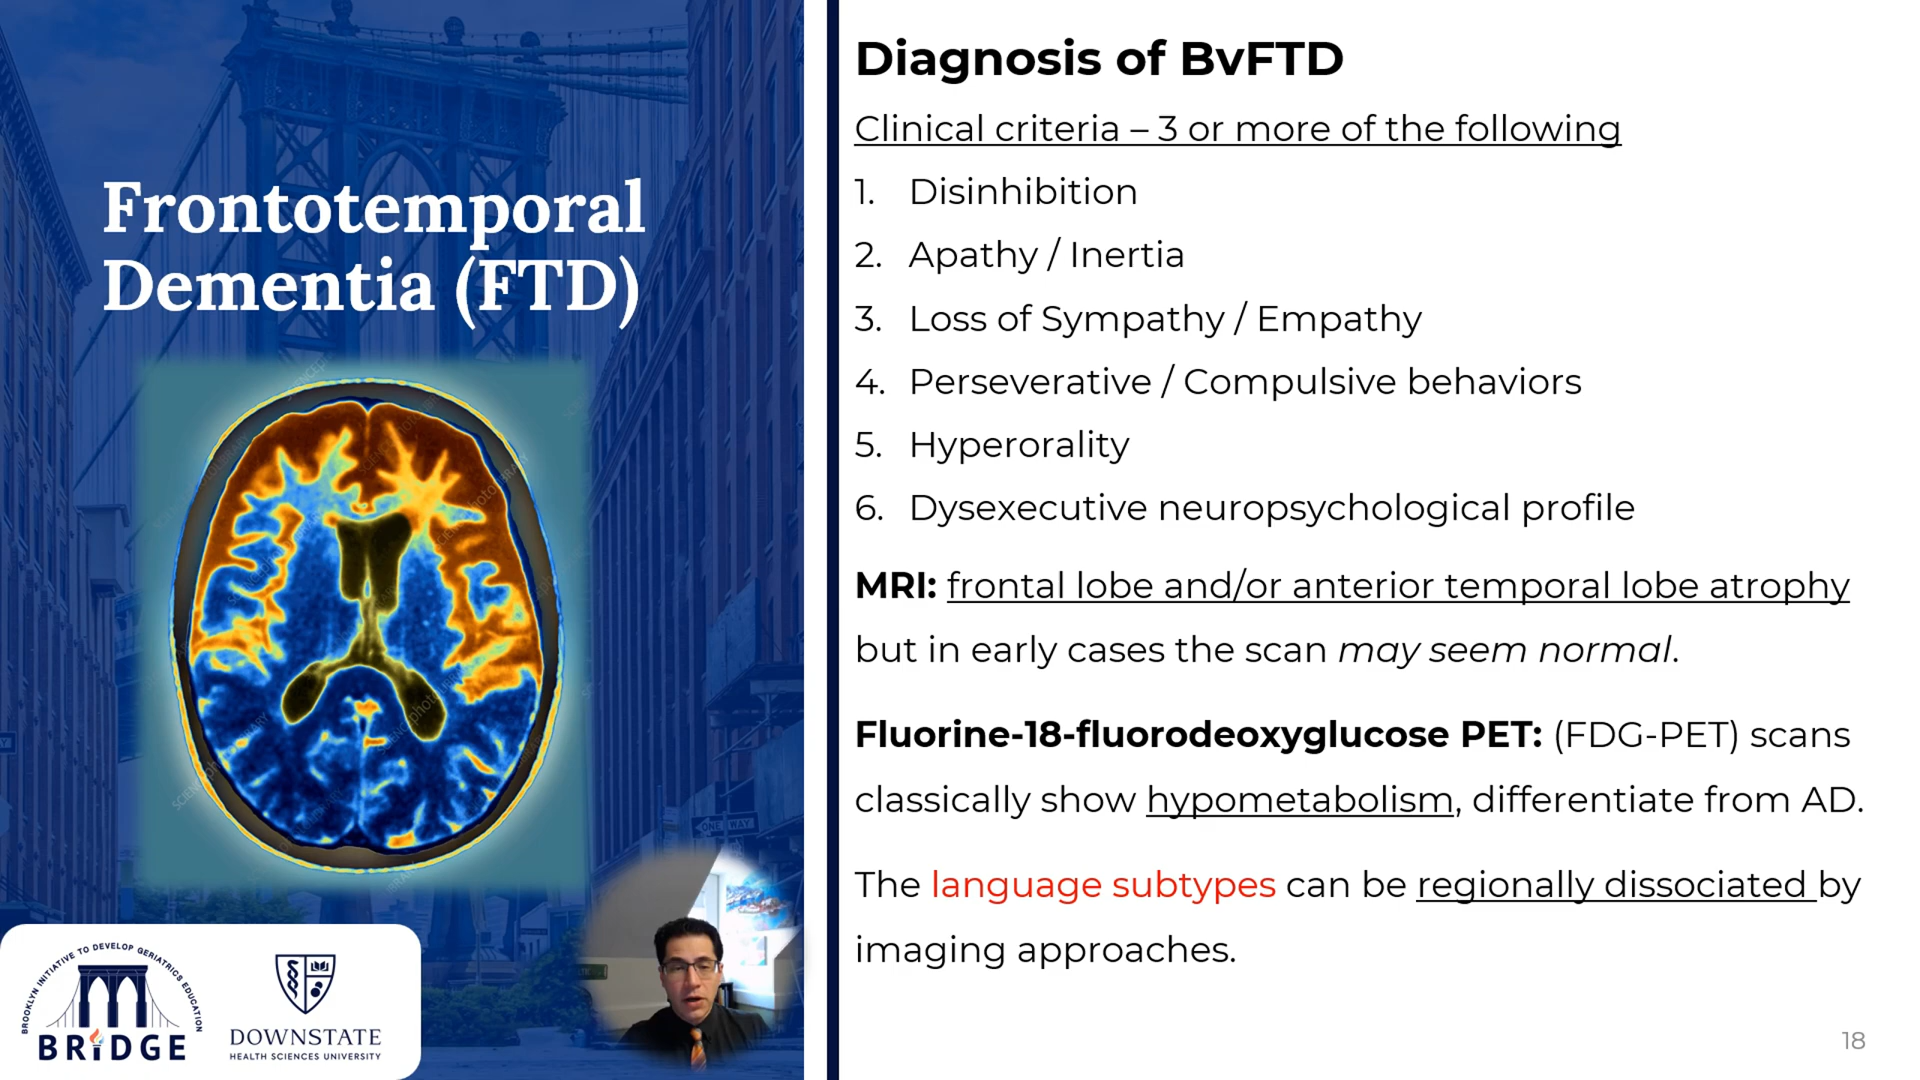 Frontotemporal
Dementia (FTD)
BROOKLYN INITIATIVE TO DEVELOP GERIATRICS EDUCATION
BRiDGE
DOWNSTATE
HEALTH SCIENCES UNIVERSITY
ONE WAY
Diagnosis of BvFTD
Clinical criteria – 3 or more of the following
1. Disinhibition
2. Apathy / Inertia
3. Loss of Sympathy / Empathy
4. Perseverative / Compulsive behaviors
5. Hyperorality
6. Dysexecutive neuropsychological profile
MRI: frontal lobe and/or anterior temporal lobe atrophy
but in early cases the scan may seem normal.
Fluorine-18-fluorodeoxyglucose PET: (FDG-PET) scans
classically show hypometabolism, differentiate from AD.
The language subtypes can be regionally dissociated by
imaging approaches.
18